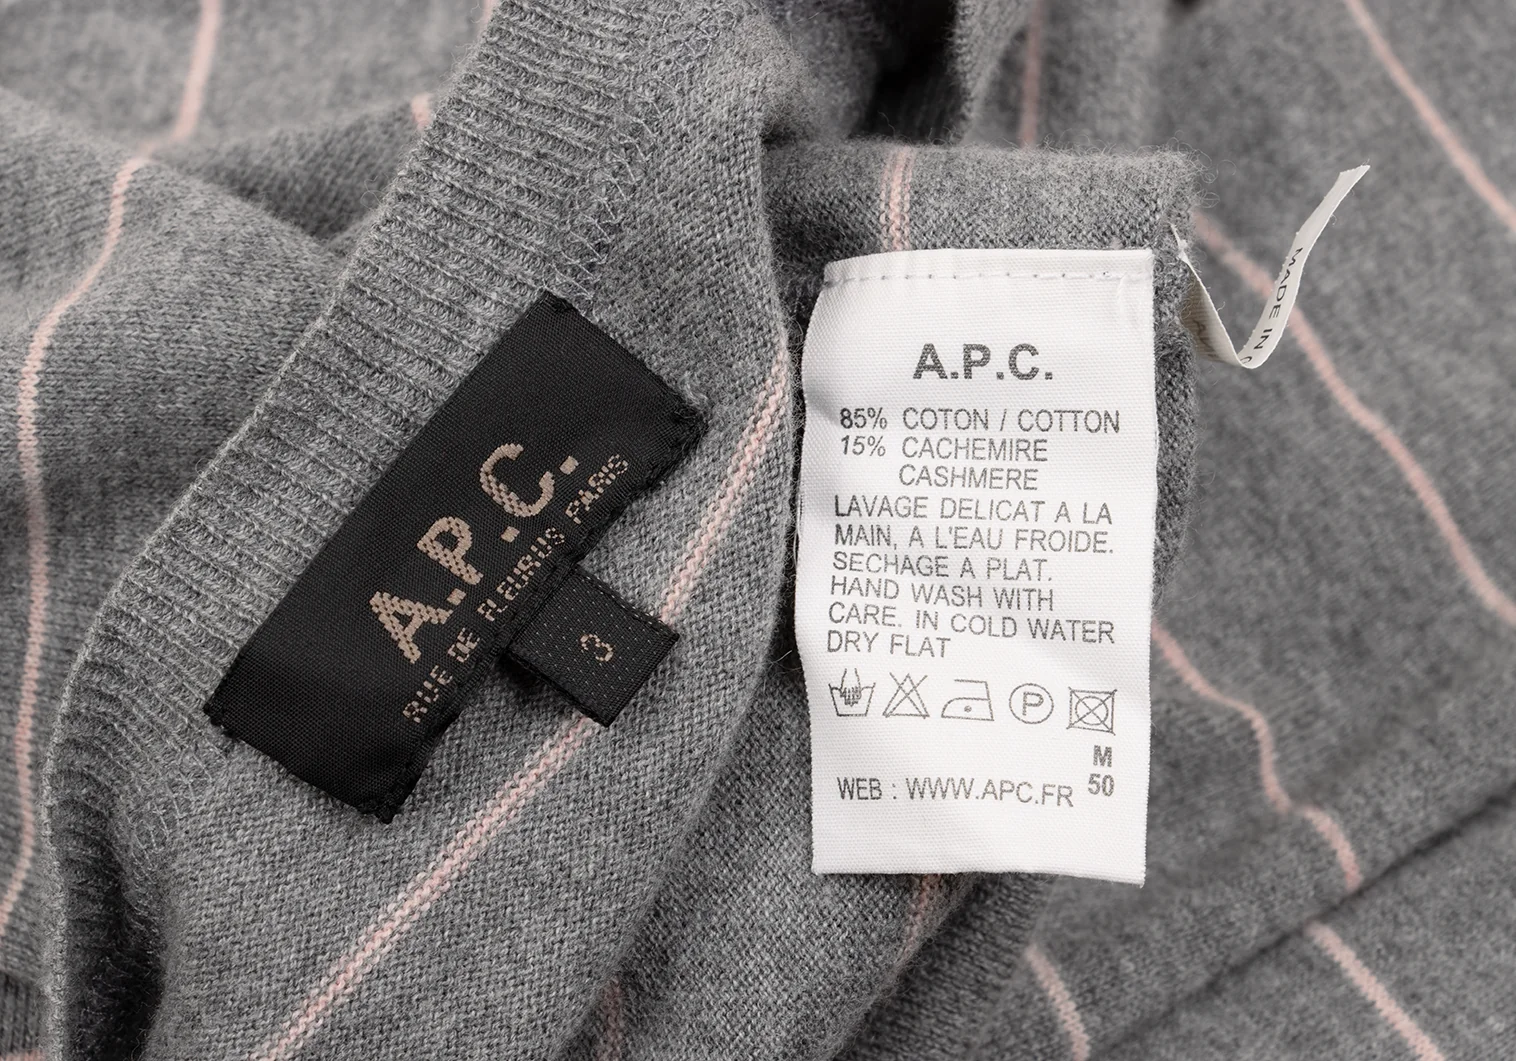 A.P.C.
RUE DE FLEURUS PARIS
3
A.P.C.
85% COTON / COTTON
15% CACHEMIRE
CASHMERE
LAVAGE DELICAT A LA
MAIN, A L'EAU FROIDE.
SECHAGE A PLAT.
HAND WASH WITH
CARE. IN COLD WATER
DRY FLAT
P
M
50
WEB : WWW.APC.FR
MADE IN